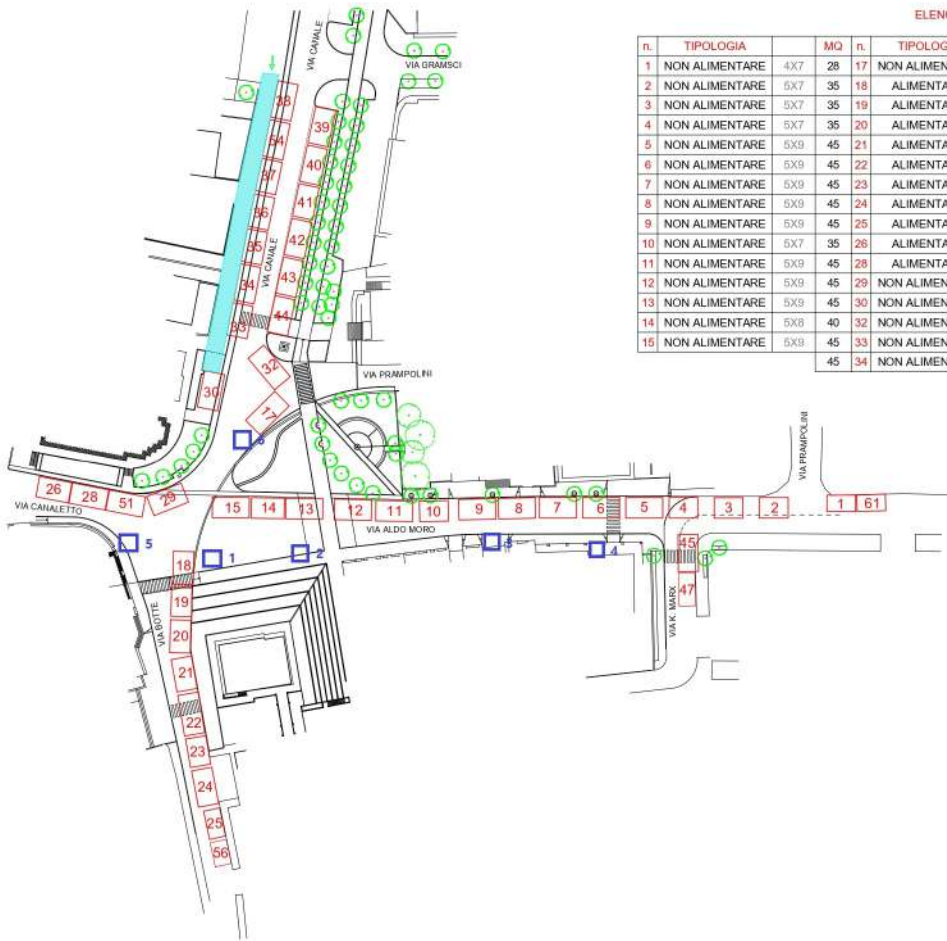 ELEN
n. TIPOLOGIA MQ n. TIPOLOG
1 NON ALIMENTARE 4X7 28 17 NON ALIMEN
2 NON ALIMENTARE 5X7 35 18 ALIMENTA
3 NON ALIMENTARE 5X7 35 19 ALIMENTA
4 NON ALIMENTARE 5X7 35 20 ALIMENTA
5 NON ALIMENTARE 5X9 45 21 ALIMENTA
6 NON ALIMENTARE 5X9 45 22 ALIMENTA
7 NON ALIMENTARE 5X9 45 23 ALIMENTA
8 NON ALIMENTARE 5X9 45 24 ALIMENTA
9 NON ALIMENTARE 5X9 45 25 ALIMENTA
10 NON ALIMENTARE 5X7 35 26 ALIMENTA
11 NON ALIMENTARE 5X9 45 28 ALIMENTA
12 NON ALIMENTARE 5X9 45 29 NON ALIMEN
13 NON ALIMENTARE 5X9 45 30 NON ALIMEN
14 NON ALIMENTARE 5X8 40 32 NON ALIMEN
15 NON ALIMENTARE 5X9 45 33 NON ALIMEN
45 34 NON ALIMEN
VIA CANALE
VIA GRAMSCI
38
54
37
36
35
34
33
30
VIA CANALE
39
40
41
42
43
44
32
17
VIA PRAMPOLINI
6
VIA PRAMPOLINI
26 28 51 29
15 14 13 12 11 10 9 8 7 6 5 4 3 2 1 61
VIA CANALETTO
VIA ALDO MORO
5 1 2 3 4
45
47
VIA K. MARX
VIA BOTTE
18
19
20
21
22
23
24
25
56